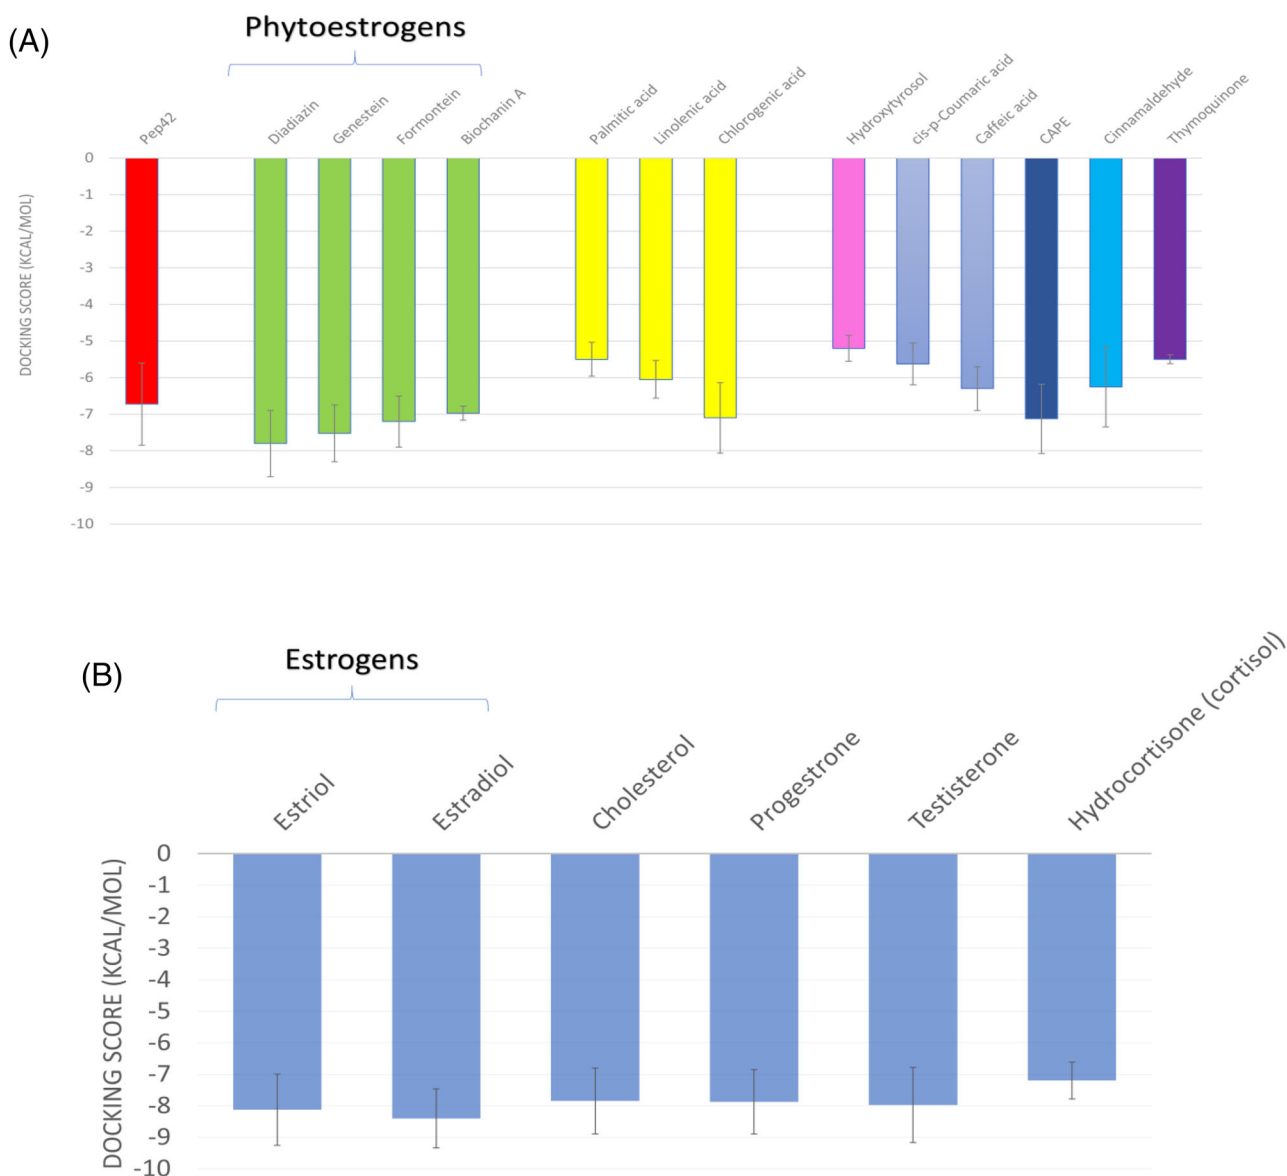 (A)
Phytoestrogens
Pep42
Diadiazin
Genestein
Formontein
Biochanin A
Palmitic acid
Linolenic acid
Chlorogenic acid
Hydroxytyrosol
cis-p-Coumaric acid
Caffeic acid
CAPE
Cinnamaldehyde
Thymoquinone
DOCKING SCORE (KCAL/MOL)
0
-1
-2
-3
-4
-5
-6
-7
-8
-9
-10
(B)
Estrogens
Estriol
Estradiol
Cholesterol
Progestrone
Testisterone
Hydrocortisone (cortisol)
DOCKING SCORE (KCAL/MOL)
0
-1
-2
-3
-4
-5
-6
-7
-8
-9
-10